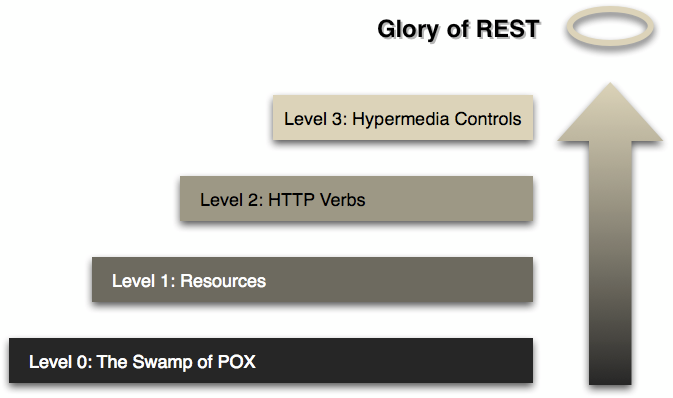 Glory of REST
Level 3: Hypermedia Controls
Level 2: HTTP Verbs
Level 1: Resources
Level 0: The Swamp of POX